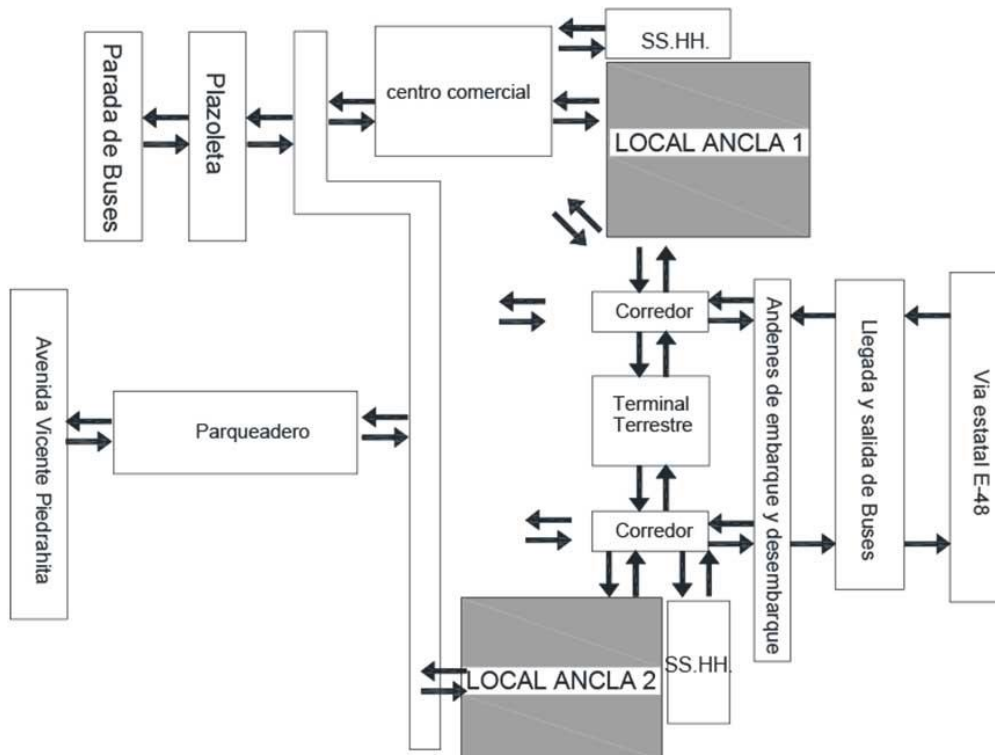 SS.HH.
centro comercial
LOCAL ANCLA 1
Parada de Buses
Plazoleta
Corredor
Terminal
Terrestre
Corredor
Andenes de embarque y desembarque
Llegada y salida de Buses
Via estatal E-48
Avenida Vicente Piedrahita
Parqueadero
LOCAL ANCLA 2
SS.HH.